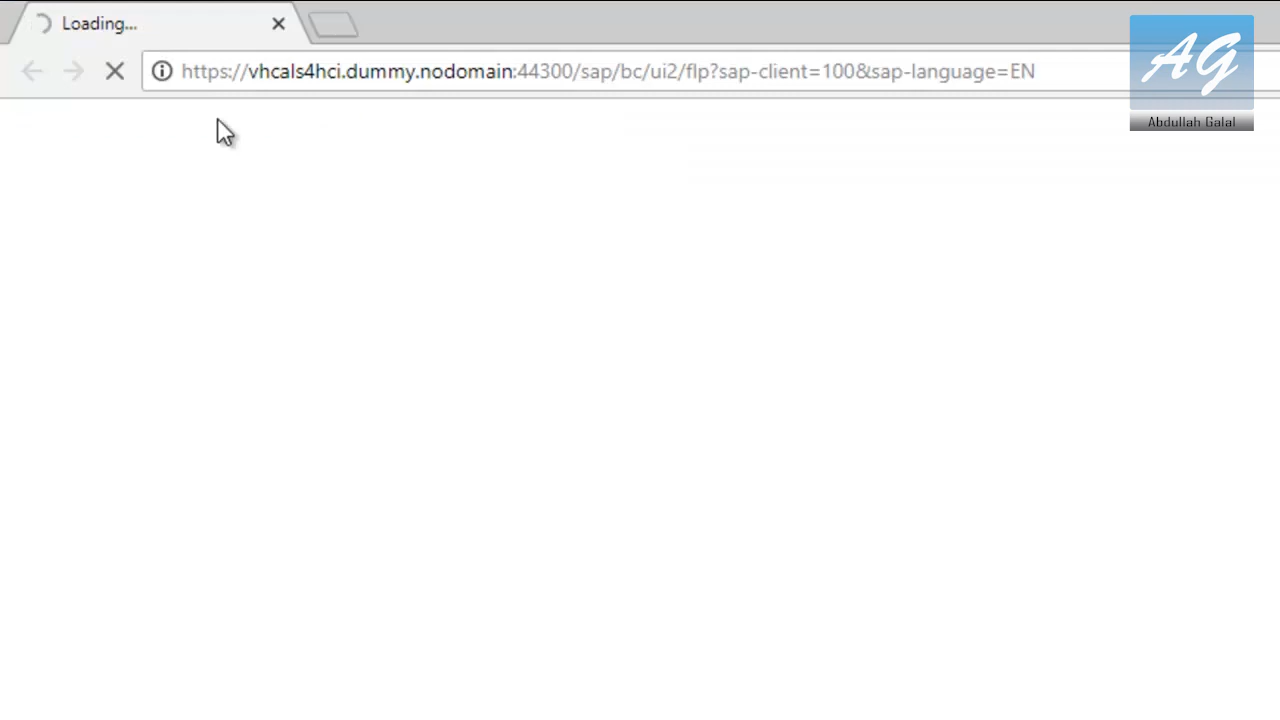 Loading...
https://vhcals4hci.dummy.nodomain:44300/sap/bc/ui2/flp?sap-client=100&sap-language=EN
AG
Abdullah Galal